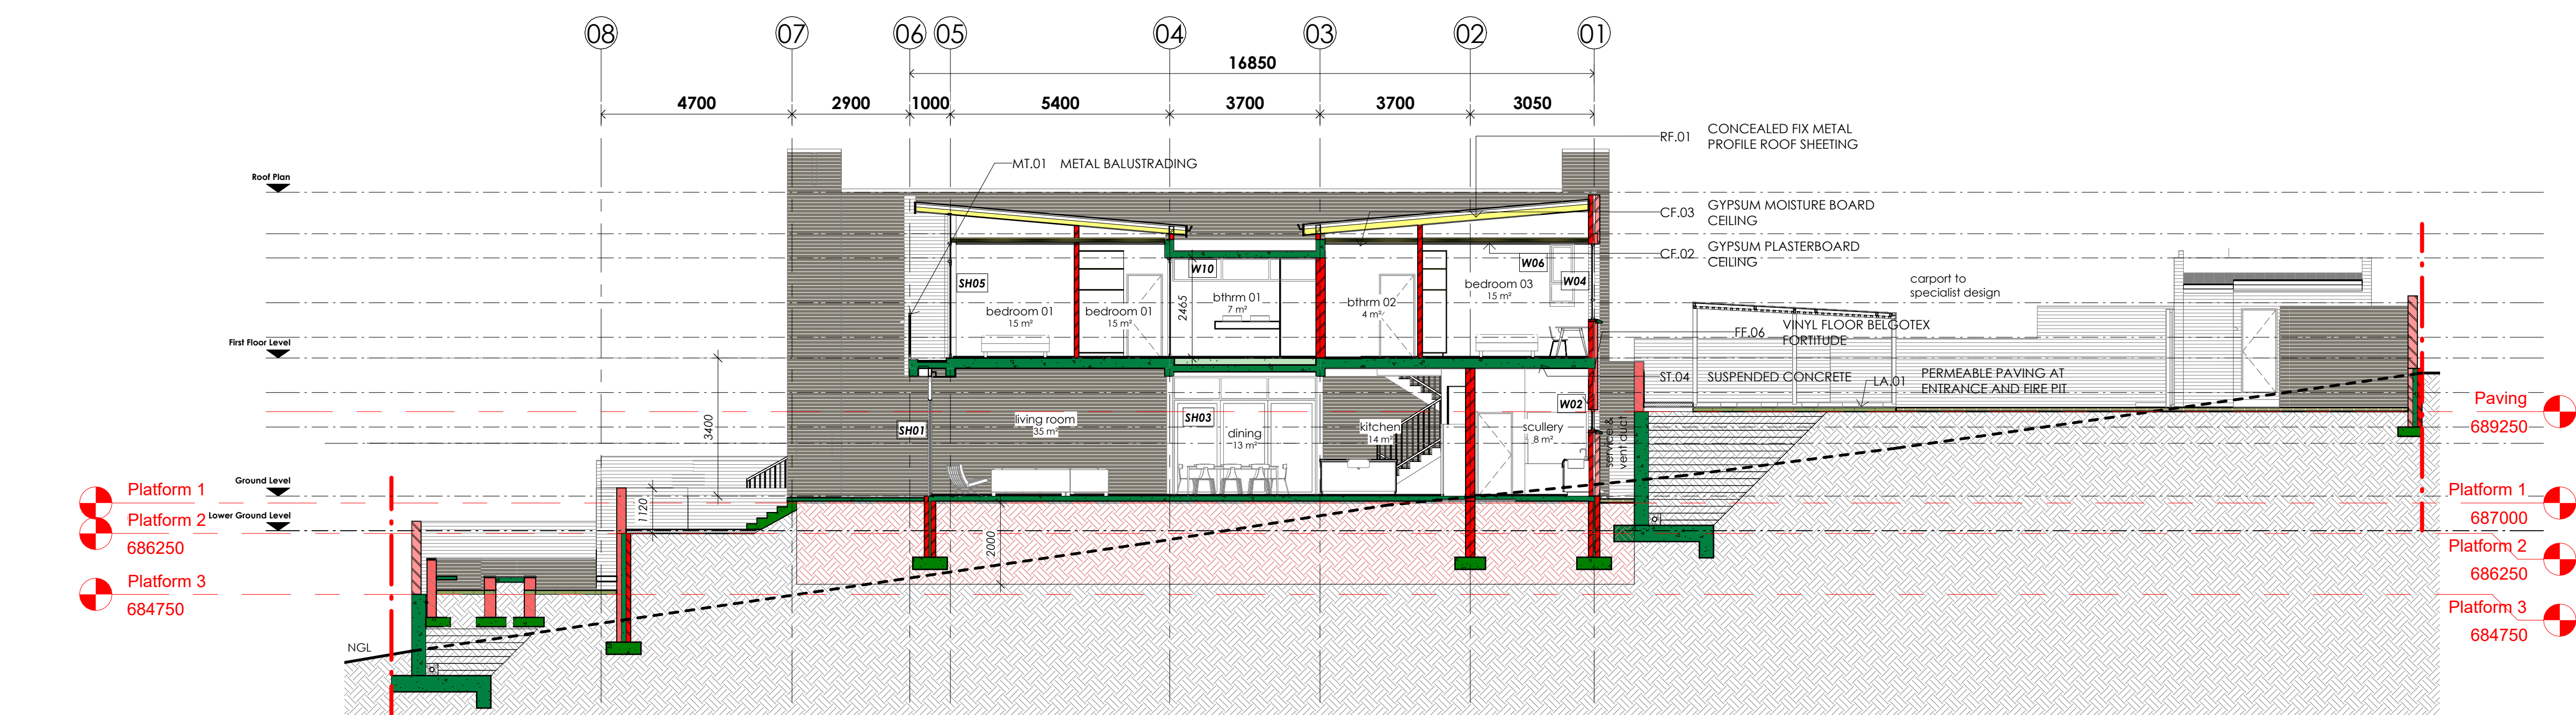 08
07
06
05
04
03
02
01
16850
4700
2900
1000
5400
3700
3700
3050
RF.01 CONCEALED FIX METAL
PROFILE ROOF SHEETING
MT.01 METAL BALUSTRADING
Roof Plan
CF.03 GYPSUM MOISTURE BOARD
CEILING
CF.02 GYPSUM PLASTERBOARD
CEILING
W10
W06
SH05
W04
carport to
specialist design
bedroom 01
15 m²
bedroom 01
15 m²
2465
bthrm 01
7 m²
bthrm 02
4 m²
bedroom 03
15 m²
FF.06 VINYL FLOOR BELGOTEX
FORTITUDE
First Floor Level
ST.04 SUSPENDED CONCRETE
LA.01 PERMEABLE PAVING AT
ENTRANCE AND FIRE PIT.
3400
SH01
living room
35 m²
SH03
dining
13 m²
kitchen
14 m²
W02
scullery
8 m²
service &
vent duct
Paving
689250
Ground Level
Platform 1
Platform 2
686250
Lower Ground Level
1120
2000
Platform 1
687000
Platform 2
686250
Platform 3
684750
Platform 3
684750
NGL